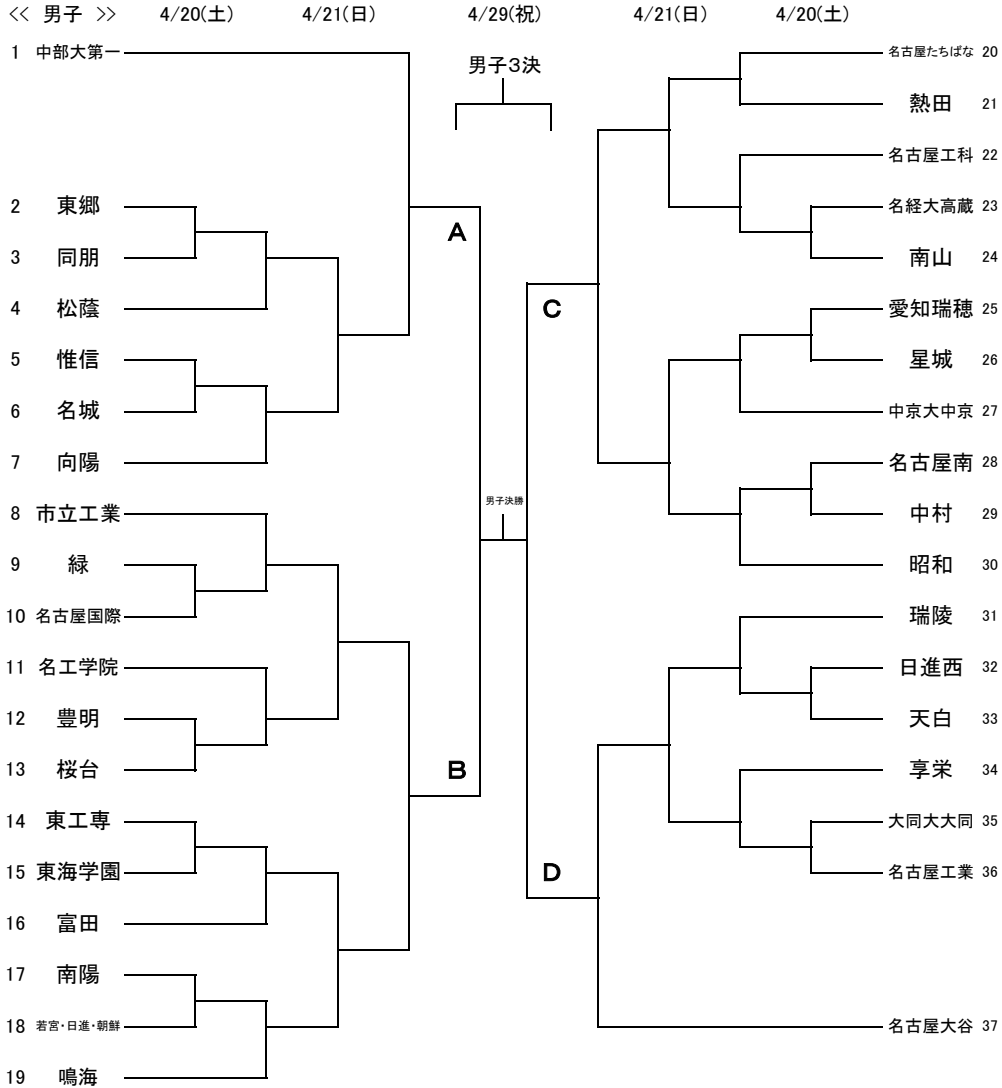 << 男子 >> 4/20(土) 4/21(日) 4/29(祝) 4/21(日) 4/20(土)
1 中部大第一
男子3決
名古屋たちばな 20
熱田 21
名古屋工科 22
2 東郷
名経大高蔵 23
A
3 同朋
南山 24
4 松蔭
C
愛知瑞穂 25
5 惟信
星城 26
6 名城
中京大中京 27
7 向陽
名古屋南 28
男子決勝
8 市立工業
中村 29
9 緑
昭和 30
10 名古屋国際
瑞陵 31
11 名工学院
日進西 32
12 豊明
天白 33
13 桜台
B
享栄 34
14 東工専
大同大大同 35
15 東海学園
D
名古屋工業 36
16 富田
17 南陽
18 若宮・日進・朝鮮
名古屋大谷 37
19 鳴海